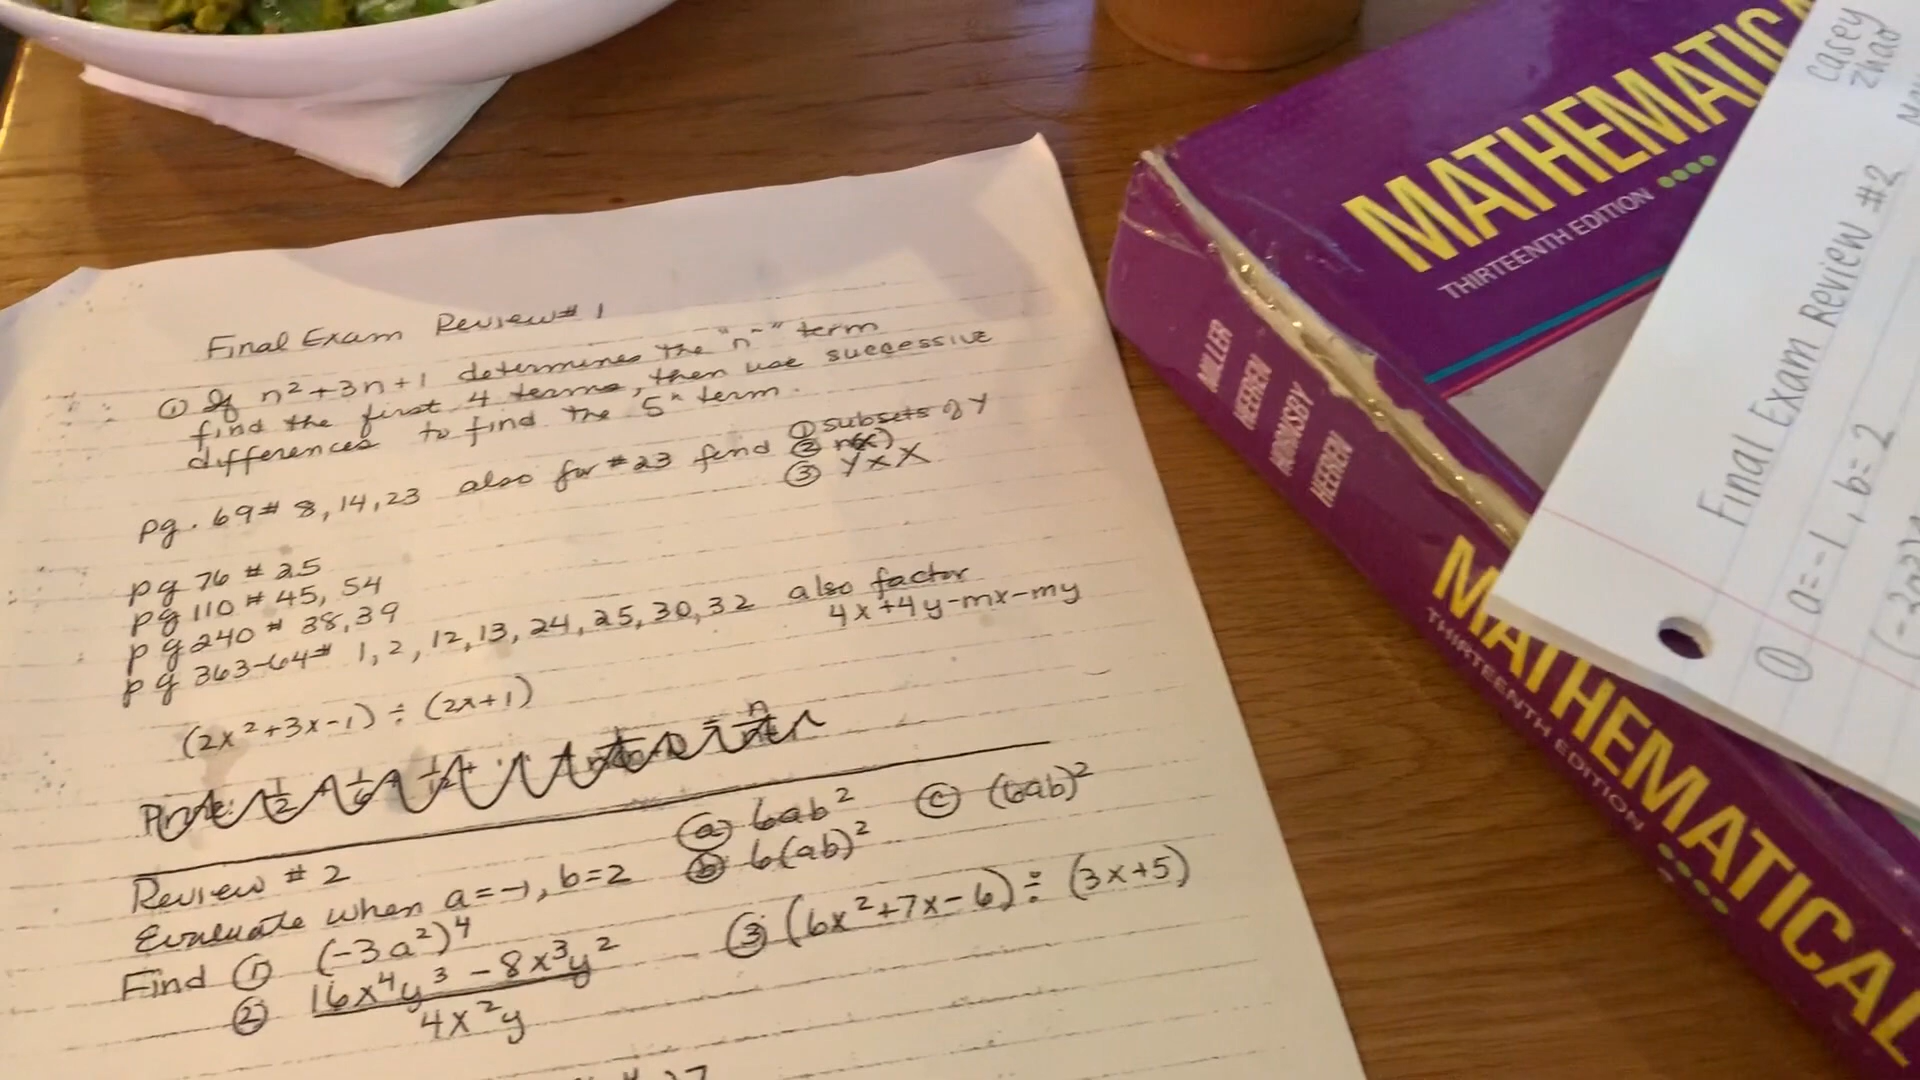 Final Exam Review # 1
① If n² + 3n + 1 determines the "n" term
find the first 4 terms, then use successive
differences to find the 5ᵗʰ term.
pg. 69 # 8, 14, 23 also for # 23 find ① subsets of Y
② n(x)
③ Y x X
pg 76 # 25
pg 110 # 45, 54
pg 240 # 38, 39
pg 363-64 # 1, 2, 12, 13, 24, 25, 30, 32 also factor
4x+4y-mx-my
(2x²+3x-1) ÷ (2x+1)
Review # 2
Evaluate when a=-1, b=2 ⓐ 6ab² ⓒ (6ab)²
ⓑ 6(ab)²
Find ① (-3a²)⁴ ③ (6x²+7x-6) ÷ (3x+5)
② 16x⁴y³ - 8x³y²
4x²y
MATHEMATICA
THIRTEENTH EDITION
MILLER
HEEREN
HORNSBY
HEEREN
MATHEMATICAL
THIRTEENTH EDITION
casey
zhao
Final Exam Review #2
① a=-1, b=2
(-3a²)